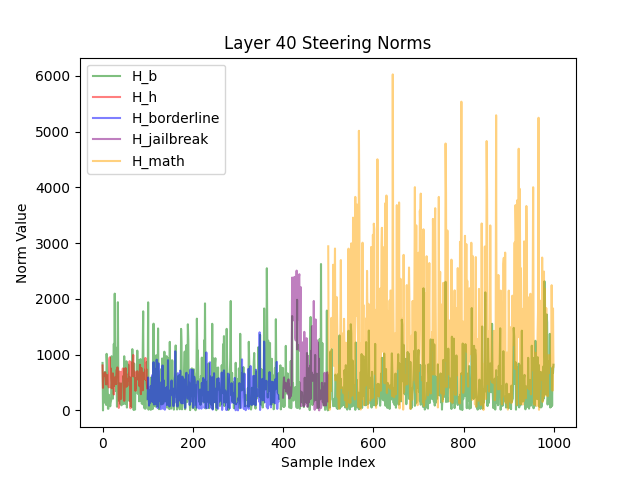 Layer 40 Steering Norms
H_b
H_h
H_borderline
H_jailbreak
H_math
Norm Value
6000
5000
4000
3000
2000
1000
0
0 200 400 600 800 1000
Sample Index